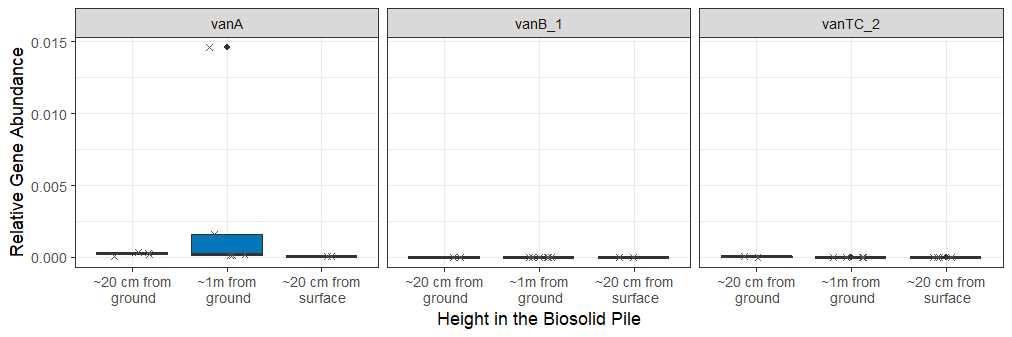 vanA
vanB_1
vanTC_2
Relative Gene Abundance
0.015
0.010
0.005
0.000
~20 cm from
ground
~1m from
ground
~20 cm from
surface
~20 cm from
ground
~1m from
ground
~20 cm from
surface
~20 cm from
ground
~1m from
ground
~20 cm from
surface
Height in the Biosolid Pile